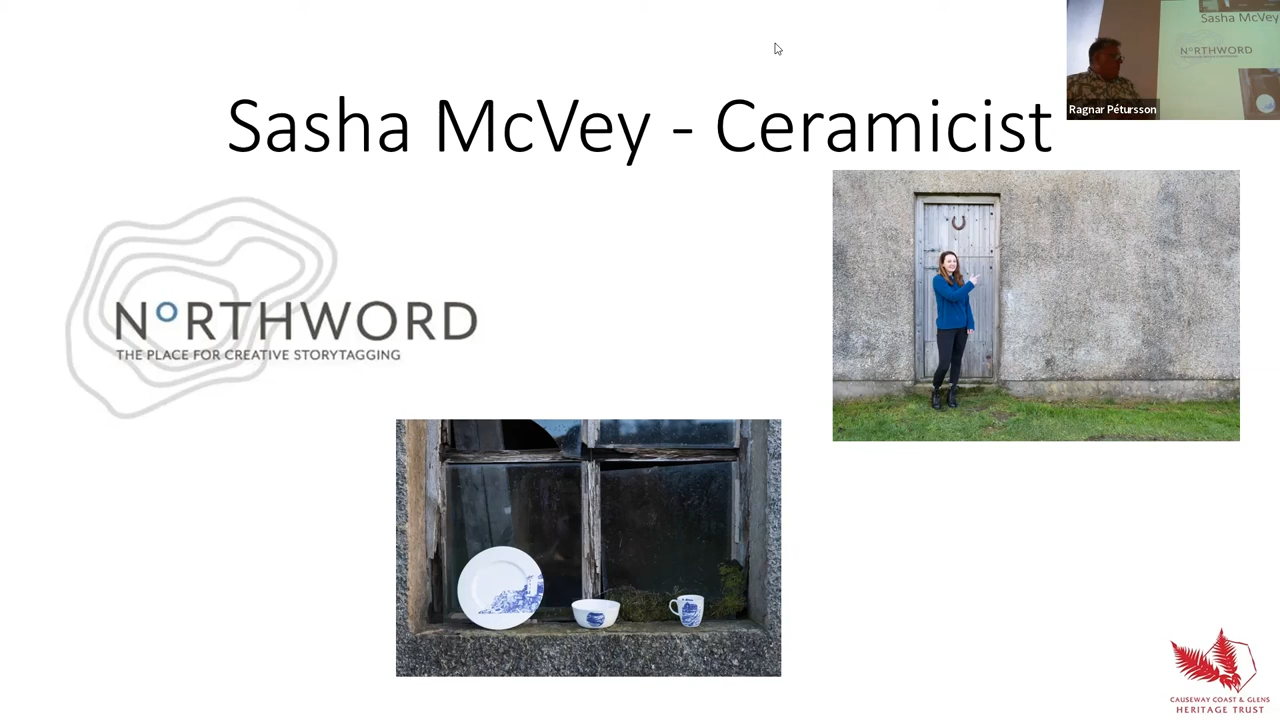 Sasha McVey - Ceramicist
Sasha McVey
NORTHWORD
Ragnar Pétursson
NoRTHWORD
THE PLACE FOR CREATIVE STORYTAGGING
CAUSEWAY COAST & GLENS
HERITAGE TRUST